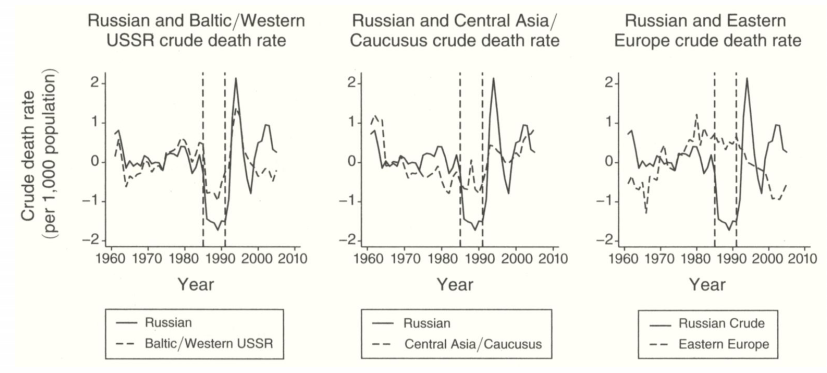 Russian and Baltic/Western
USSR crude death rate
Russian and Central Asia/
Caucusus crude death rate
Russian and Eastern
Europe crude death rate
Crude death rate
(per 1,000 population)
2
1
0
−1
−2
1960 1970 1980 1990 2000 2010
Year
2
1
0
−1
−2
1960 1970 1980 1990 2000 2010
Year
2
1
0
−1
−2
1960 1970 1980 1990 2000 2010
Year
Russian
Baltic/Western USSR
Russian
Central Asia/Caucusus
Russian Crude
Eastern Europe